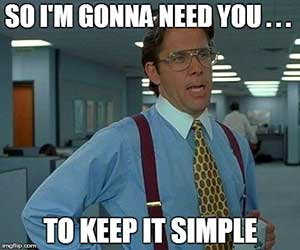 SO I'M GONNA NEED YOU . . .
TO KEEP IT SIMPLE
imgflip.com